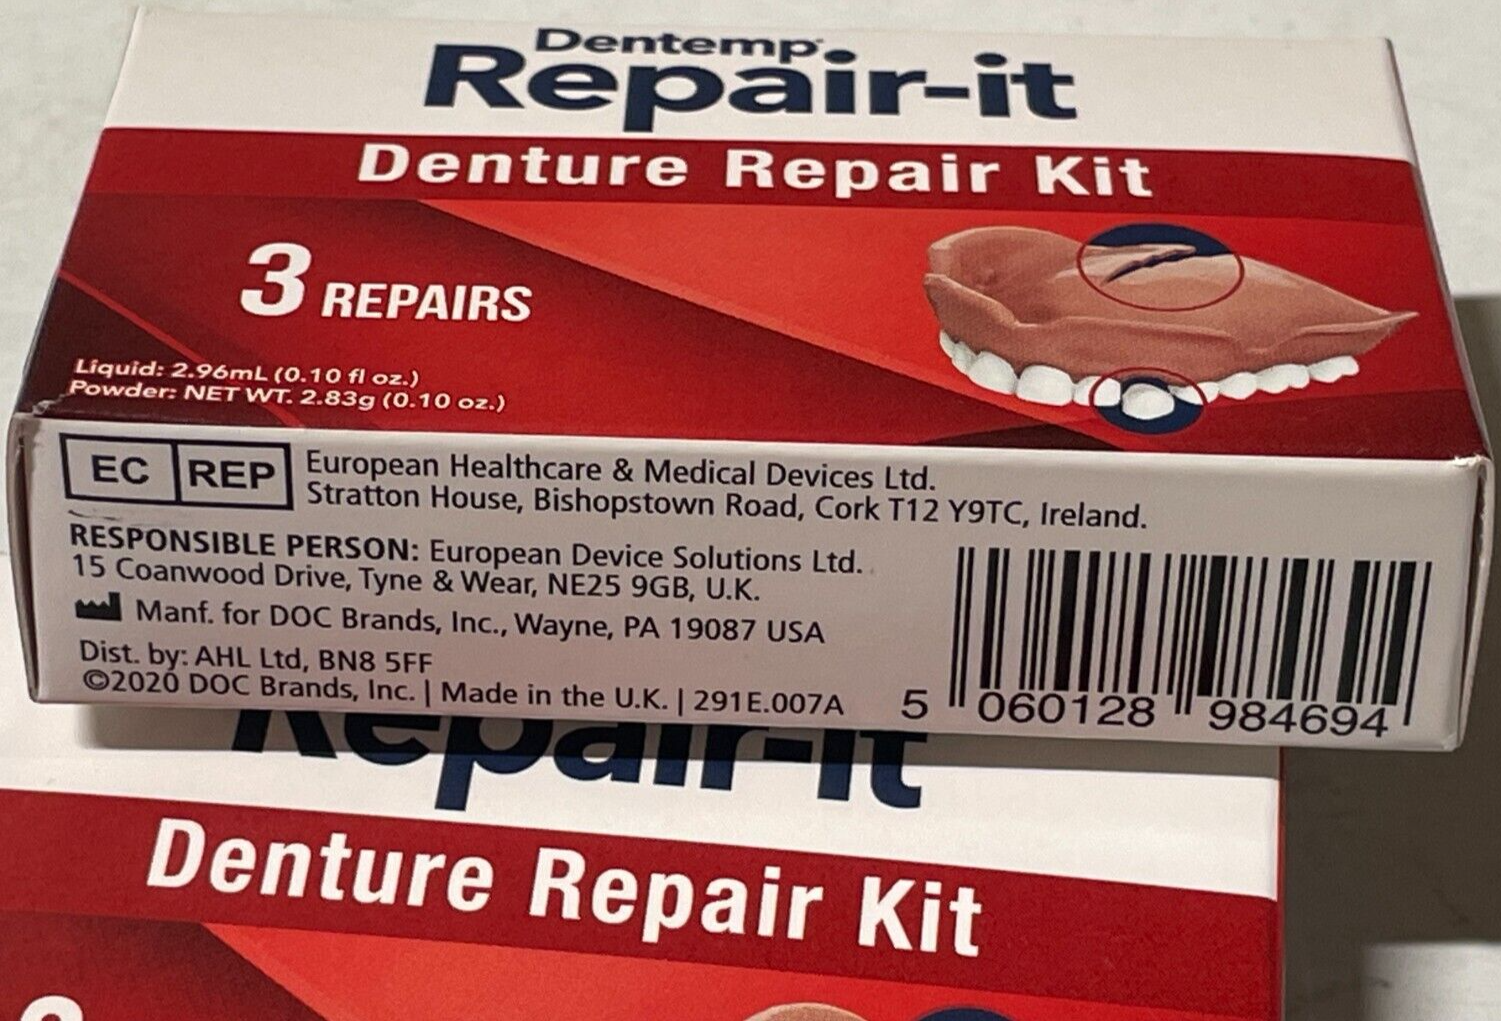 Dentemp
Repair-it
Denture Repair Kit
3 REPAIRS
Liquid: 2.96mL (0.10 fl oz.)
Powder: NET WT. 2.83g (0.10 oz.)
EC REP European Healthcare & Medical Devices Ltd.
Stratton House, Bishopstown Road, Cork T12 Y9TC, Ireland.
RESPONSIBLE PERSON: European Device Solutions Ltd.
15 Coanwood Drive, Tyne & Wear, NE25 9GB, U.K.
Manf. for DOC Brands, Inc., Wayne, PA 19087 USA
Dist. by: AHL Ltd, BN8 5FF
©2020 DOC Brands, Inc. | Made in the U.K. | 291E.007A
5 060128 984694
Repair-it
Denture Repair Kit